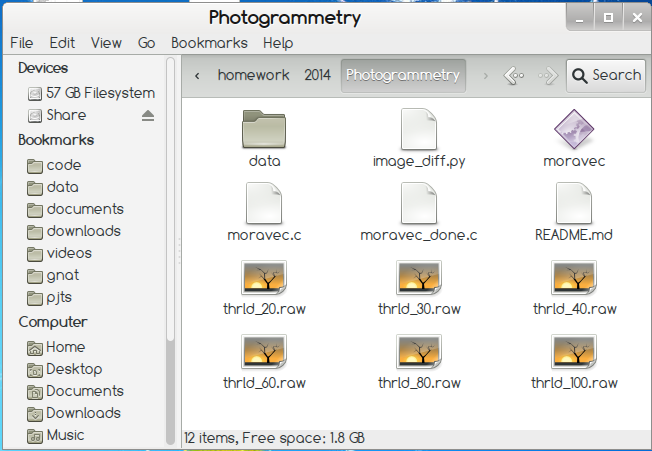 Photogrammetry
File Edit View Go Bookmarks Help
Devices
57 GB Filesystem
Share
Bookmarks
code
data
documents
downloads
videos
gnat
pjts
Computer
Home
Desktop
Documents
Downloads
Music
homework 2014 Photogrammetry Search
data image_diff.py moravec
moravec.c moravec_done.c README.md
thrld_20.raw thrld_30.raw thrld_40.raw
thrld_60.raw thrld_80.raw thrld_100.raw
12 items, Free space: 1.8 GB